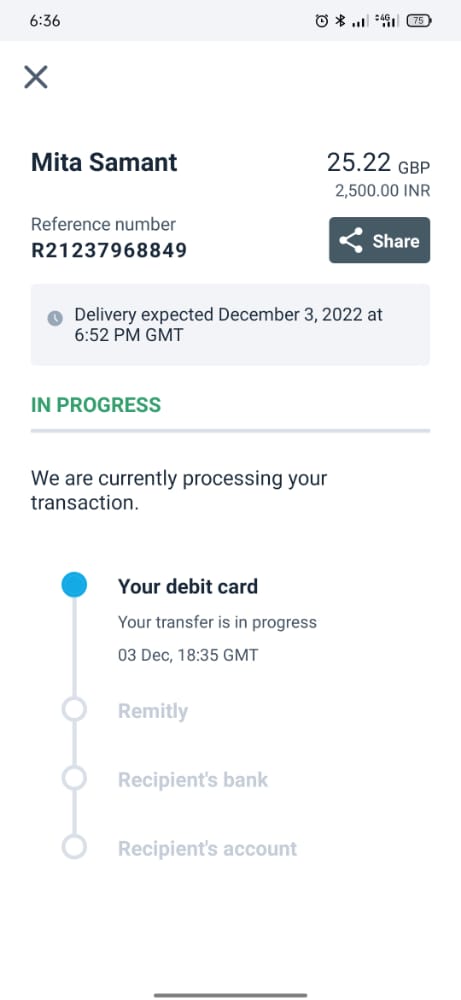 6:36
4G
75
Mita Samant
25.22 GBP
2,500.00 INR
Reference number
R21237968849
Share
Delivery expected December 3, 2022 at
6:52 PM GMT
IN PROGRESS
We are currently processing your
transaction.
Your debit card
Your transfer is in progress
03 Dec, 18:35 GMT
Remitly
Recipient's bank
Recipient's account